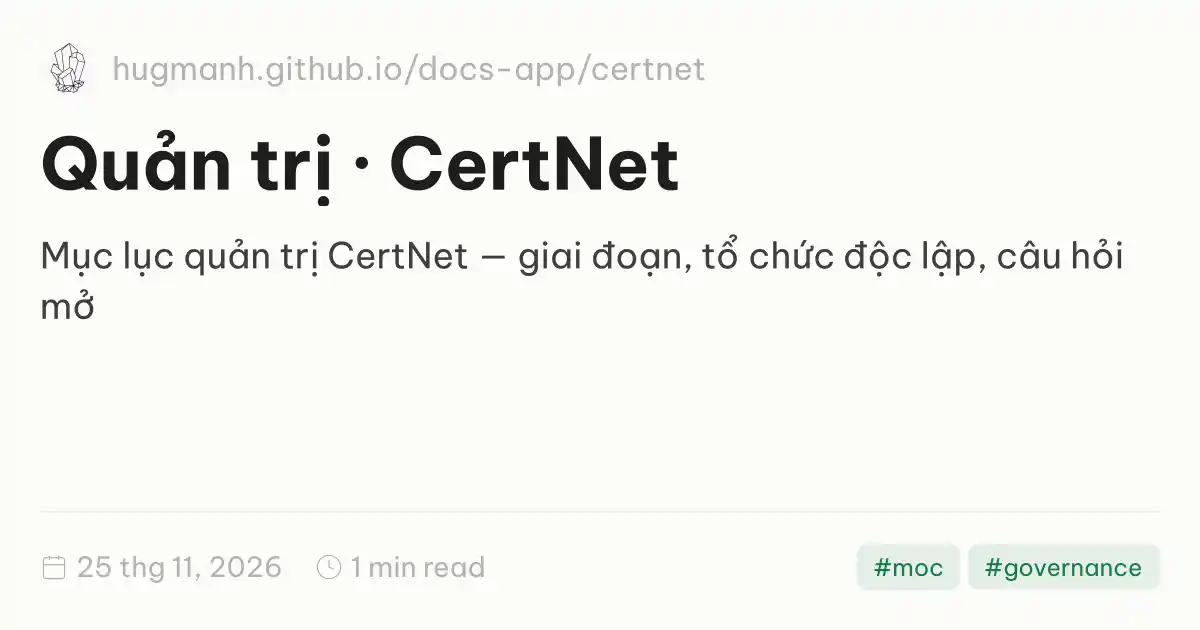 hugmanh.github.io/docs-app/certnet
Quản trị · CertNet
Mục lục quản trị CertNet — giai đoạn, tổ chức độc lập, câu hỏi
mở
25 thg 11, 2026
1 min read
#moc
#governance